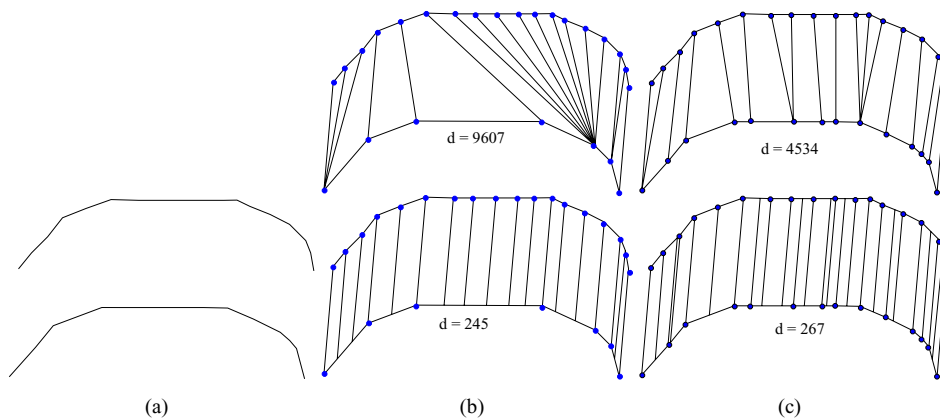 d = 9607
d = 4534
d = 245
d = 267
(a)
(b)
(c)